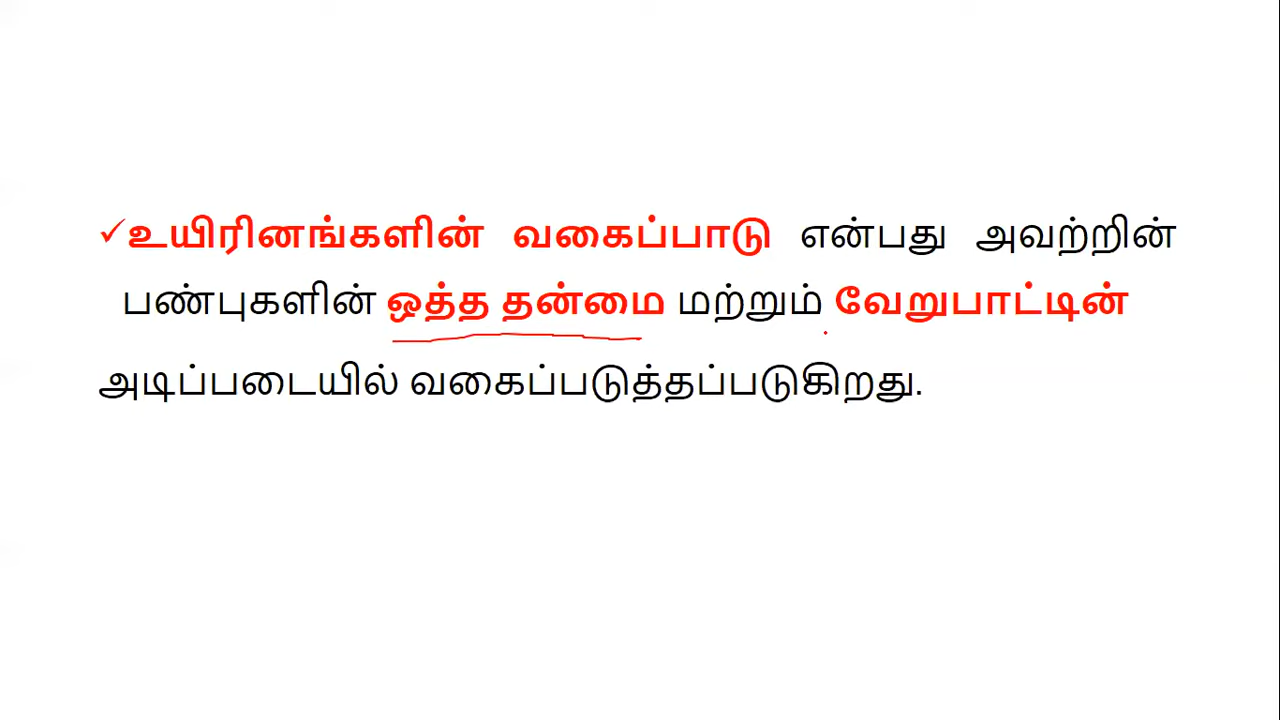 ✓உயிரினங்களின் வகைப்பாடு என்பது அவற்றின்
பண்புகளின் ஒத்த தன்மை மற்றும் வேறுபாட்டின்
அடிப்படையில் வகைப்படுத்தப்படுகிறது.